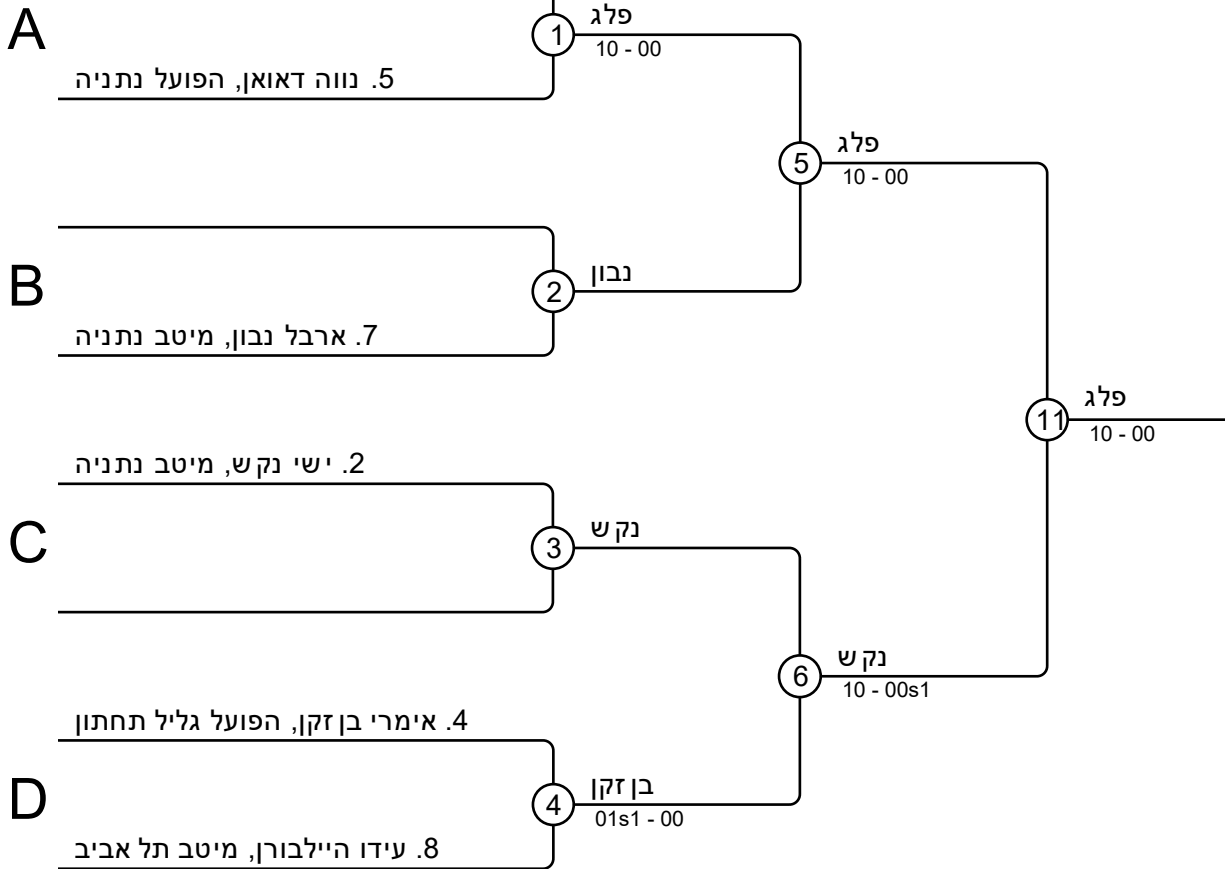 A
1
פלג
10 - 00
5. נווה דאואן, הפועל נתניה
5
פלג
10 - 00
B
2
נבון
7. ארבל נבון, מיטב נתניה
11
פלג
10 - 00
2. ישי נקש, מיטב נתניה
C
3
נקש
6
נקש
10 - 00s1
4. אימרי בן זקן, הפועל גליל תחתון
D
4
בן זקן
01s1 - 00
8. עידו היילבורן, מיטב תל אביב